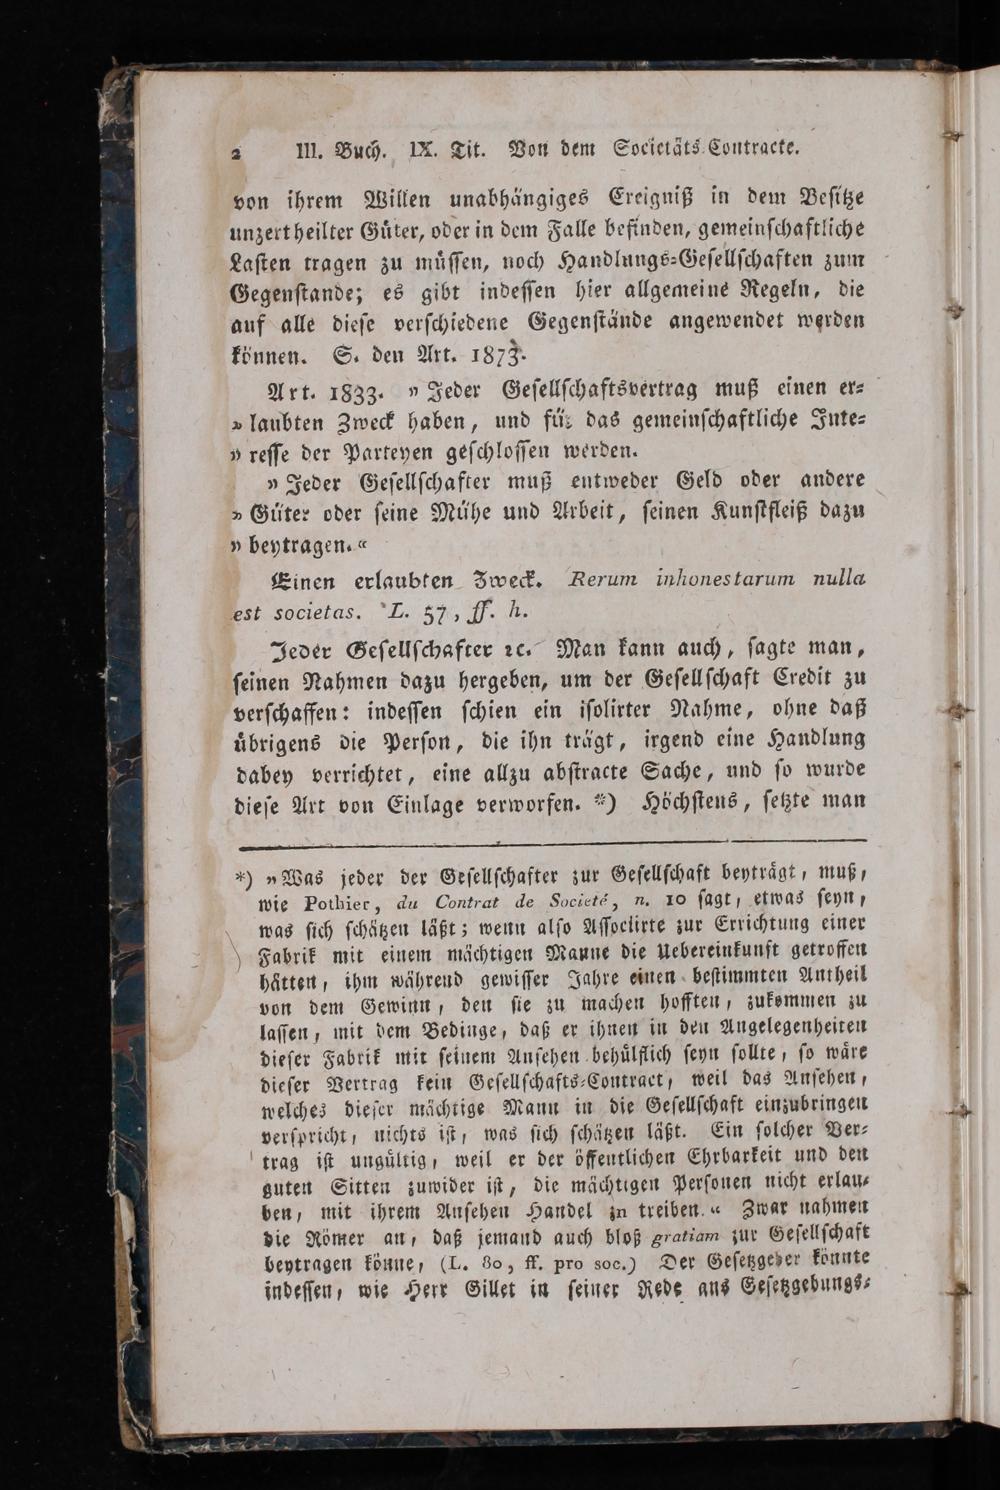 2 III. Buch. IX. Tit. Von dem Societäts-Contracte.
von ihrem Willen unabhängiges Ereigniß in dem Besitze
unzertheilter Güter, oder in dem Falle befinden, gemeinschaftliche
Lasten tragen zu müssen, noch Handlungs-Gesellschaften zum
Gegenstande; es gibt indessen hier allgemeine Regeln, die
auf alle diese verschiedene Gegenstände angewendet werden
können. S. den Art. 1873.
Art. 1833. » Jeder Gesellschaftsvertrag muß einen er-
» laubten Zweck haben, und für das gemeinschaftliche Inte-
» resse der Parteyen geschlossen werden.
» Jeder Gesellschafter muß entweder Geld oder andere
» Güter oder seine Mühe und Arbeit, seinen Kunstfleiß dazu
» beytragen. «
Einen erlaubten Zweck. Rerum inhonestarum nulla
est societas. L. 57, ff. h.
Jeder Gesellschafter ꝛc. Man kann auch, sagte man,
seinen Nahmen dazu hergeben, um der Gesellschaft Credit zu
verschaffen: indessen schien ein isolirter Nahme, ohne daß
übrigens die Person, die ihn trägt, irgend eine Handlung
dabey verrichtet, eine allzu abstracte Sache, und so wurde
diese Art von Einlage verworfen. *) Höchstens, setzte man
*) » Was jeder der Gesellschafter zur Gesellschaft beyträgt, muß,
wie Pothier, du Contrat de Societé, n. 10 sagt, etwas seyn,
was sich schätzen läßt; wenn also Associirte zur Errichtung einer
Fabrik mit einem mächtigen Manne die Uebereinkunft getroffen
hätten, ihm während gewisser Jahre einen bestimmten Antheil
von dem Gewinn, den sie zu machen hofften, zukommen zu
lassen, mit dem Bedinge, daß er ihnen in den Angelegenheiten
dieser Fabrik mit seinem Ansehen behülflich seyn sollte, so wäre
dieser Vertrag kein Gesellschafts-Contract, weil das Ansehen,
welches dieser mächtige Mann in die Gesellschaft einzubringen
verspricht, nichts ist, was sich schätzen läßt. Ein solcher Ver-
trag ist ungültig, weil er der öffentlichen Ehrbarkeit und den
guten Sitten zuwider ist, die mächtigen Personen nicht erlau-
ben, mit ihrem Ansehen Handel zu treiben. « Zwar nahmen
die Römer an, daß jemand auch bloß gratiam zur Gesellschaft
beytragen könne, (L. 80, ff. pro soc.) Der Gesetzgeber könnte
indessen, wie Herr Gillet in seiner Rede ans Gesetzgebungs-